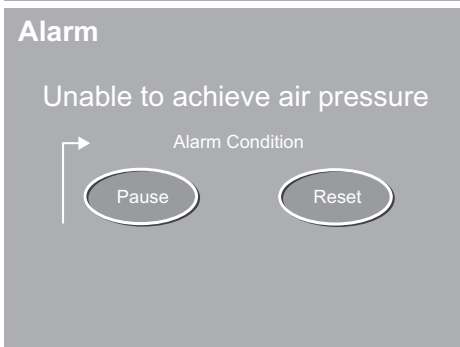 Alarm
Unable to achieve air pressure
Alarm Condition
Pause Reset